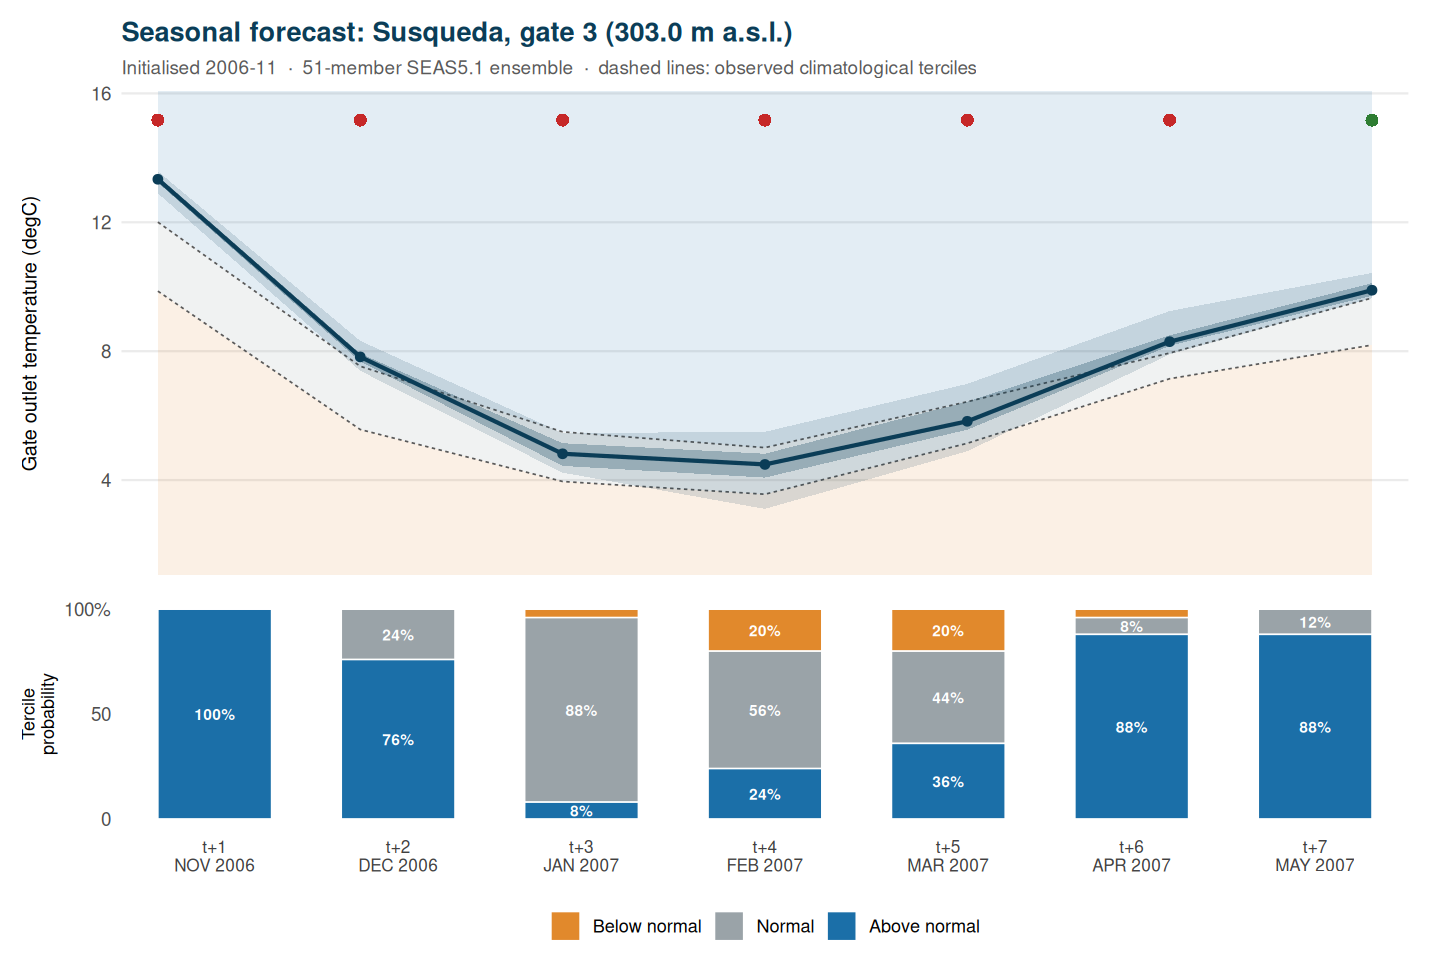 Seasonal forecast: Susqueda, gate 3 (303.0 m a.s.l.)
Initialised 2006-11 · 51-member SEAS5.1 ensemble · dashed lines: observed climatological terciles
16
12
8
4
Gate outlet temperature (degC)
100%
50
0
Tercile
probability
100%
24%
76%
88%
8%
20%
56%
24%
20%
44%
36%
8%
88%
12%
88%
t+1
NOV 2006
t+2
DEC 2006
t+3
JAN 2007
t+4
FEB 2007
t+5
MAR 2007
t+6
APR 2007
t+7
MAY 2007
Below normal
Normal
Above normal